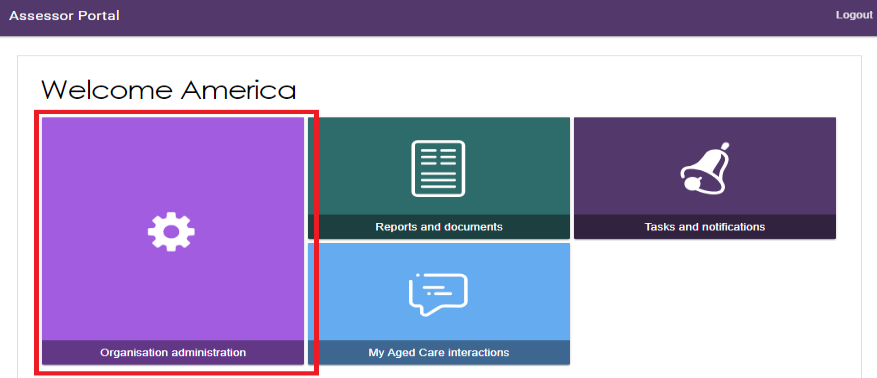 Assessor Portal
Logout
Welcome America
Reports and documents
Tasks and notifications
Organisation administration
My Aged Care interactions